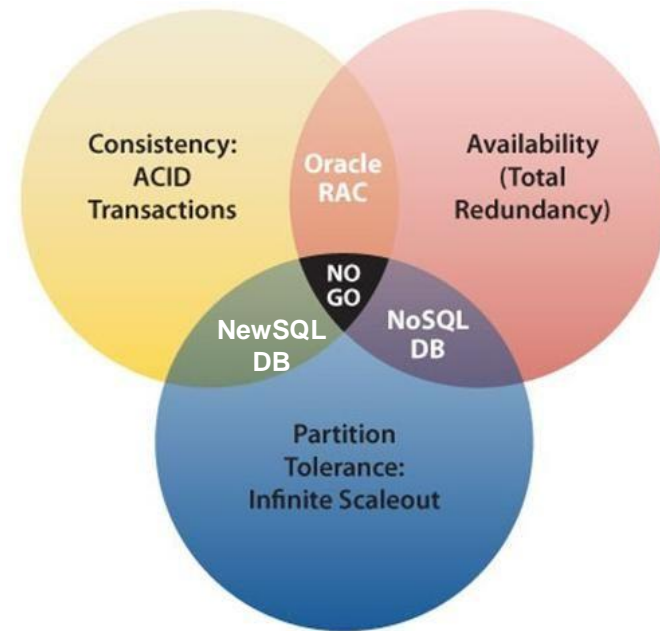 Consistency:
ACID
Transactions
Oracle
RAC
Availability
(Total
Redundancy)
NO
GO
NewSQL
DB
NoSQL
DB
Partition
Tolerance:
Infinite Scaleout